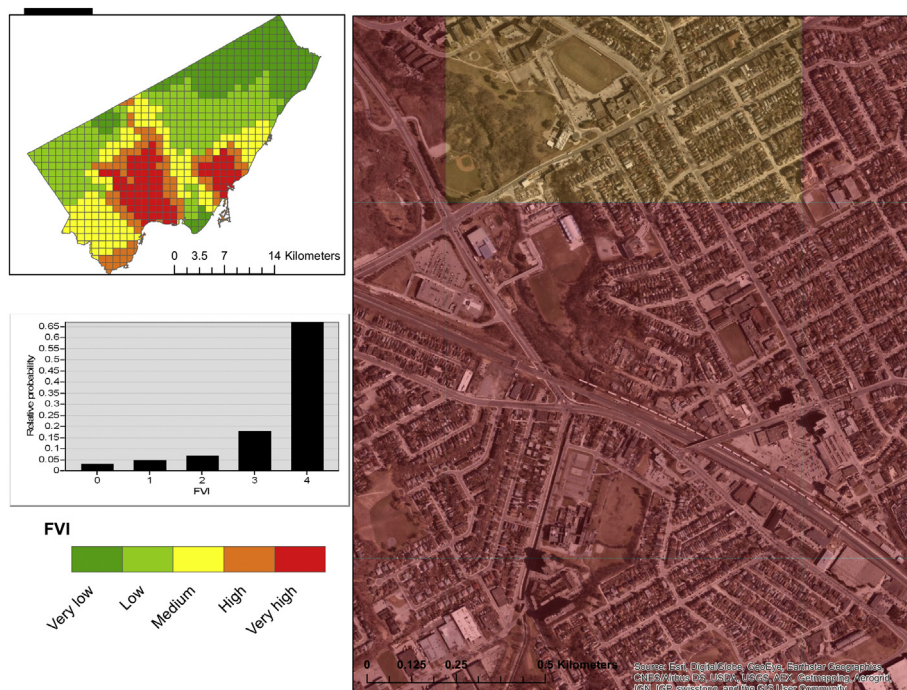 0 3.5 7 14 Kilometers
Relative probability
0.65
0.6
0.55
0.5
0.45
0.4
0.35
0.3
0.25
0.2
0.15
0.1
0.05
0
0 1 2 3 4
FVI
FVI
Very low
Low
Medium
High
Very high
0 0.125 0.25 0.5 Kilometers
Source: Esri, DigitalGlobe, GeoEye, Earthstar Geographics,
CNES/Airbus DS, USDA, USGS, AEX, Getmapping, Aerogrid,
IGN, IGP, swisstopo, and the GIS User Community